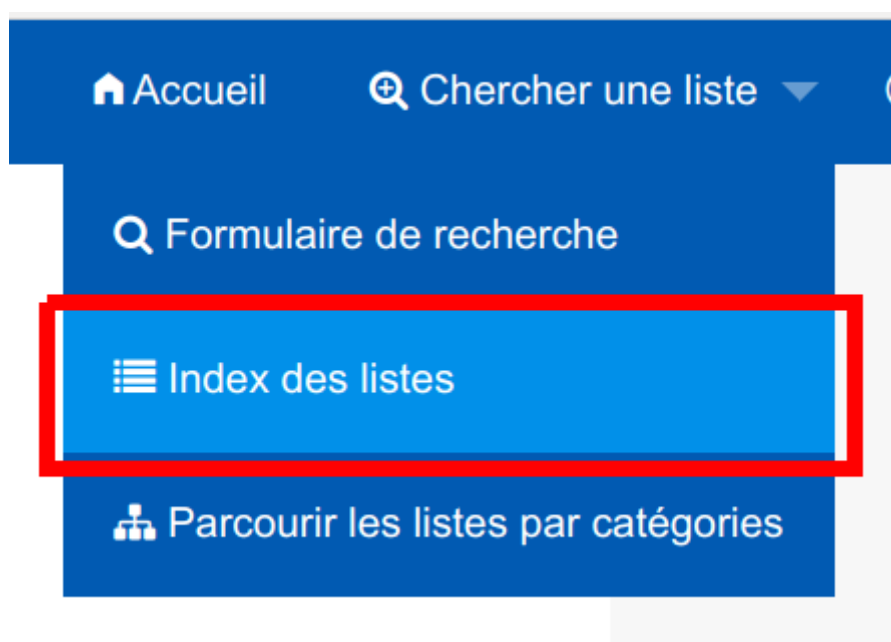 Accueil Chercher une liste
Formulaire de recherche
Index des listes
Parcourir les listes par catégories